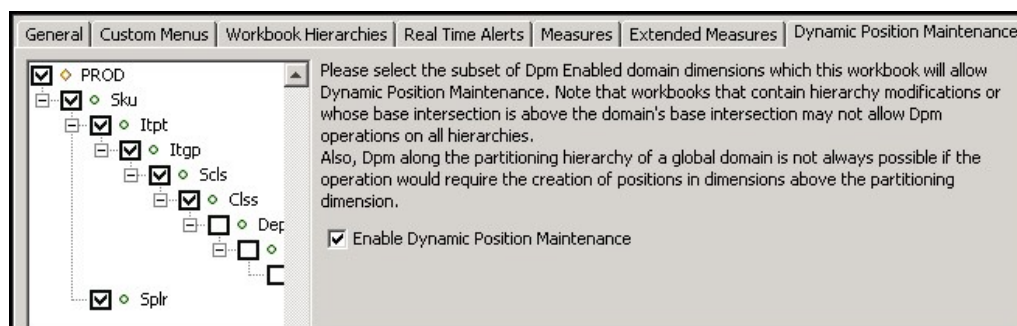 General Custom Menus Workbook Hierarchies Real Time Alerts Measures Extended Measures Dynamic Position Maintenance
PROD
Sku
Itpt
Itgp
Scls
Clss
Dep
Splr
Please select the subset of Dpm Enabled domain dimensions which this workbook will allow
Dynamic Position Maintenance. Note that workbooks that contain hierarchy modifications or
whose base intersection is above the domain's base intersection may not allow Dpm
operations on all hierarchies.
Also, Dpm along the partitioning hierarchy of a global domain is not always possible if the
operation would require the creation of positions in dimensions above the partitioning
dimension.
Enable Dynamic Position Maintenance